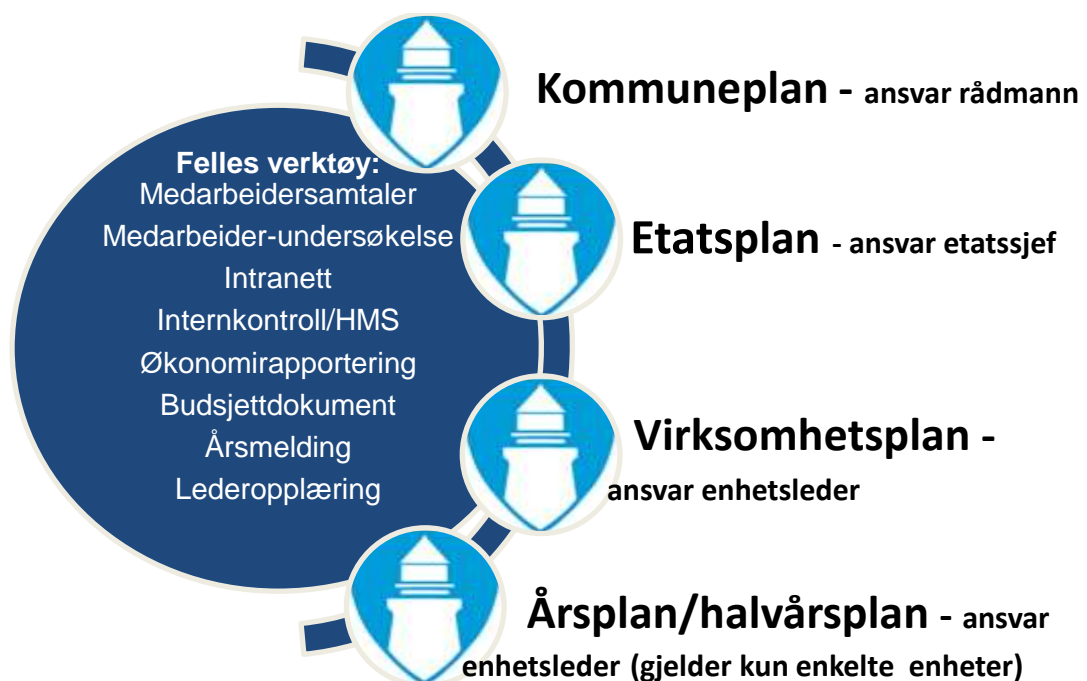 Felles verktøy:
Medarbeidersamtaler
Medarbeider-undersøkelse
Intranett
Internkontroll/HMS
Økonomirapportering
Budsjettdokument
Årsmelding
Lederopplæring
Kommuneplan - ansvar rådmann
Etatsplan - ansvar etatssjef
Virksomhetsplan -
ansvar enhetsleder
Årsplan/halvårsplan - ansvar
enhetsleder (gjelder kun enkelte enheter)